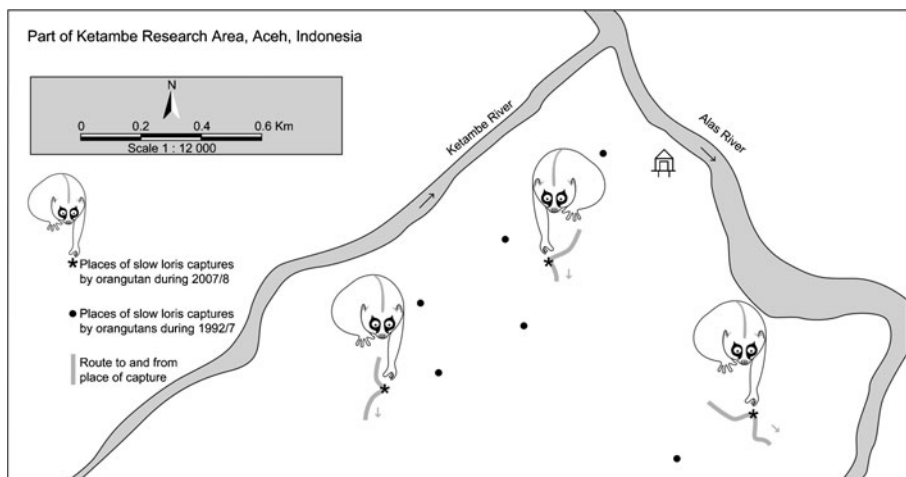 Part of Ketambe Research Area, Aceh, Indonesia
N
0 0.2 0.4 0.6 Km
Scale 1 : 12 000
Ketambe River
Alas River
* Places of slow loris captures
by orangutan during 2007/8
Places of slow loris captures
by orangutans during 1992/7
Route to and from
place of capture